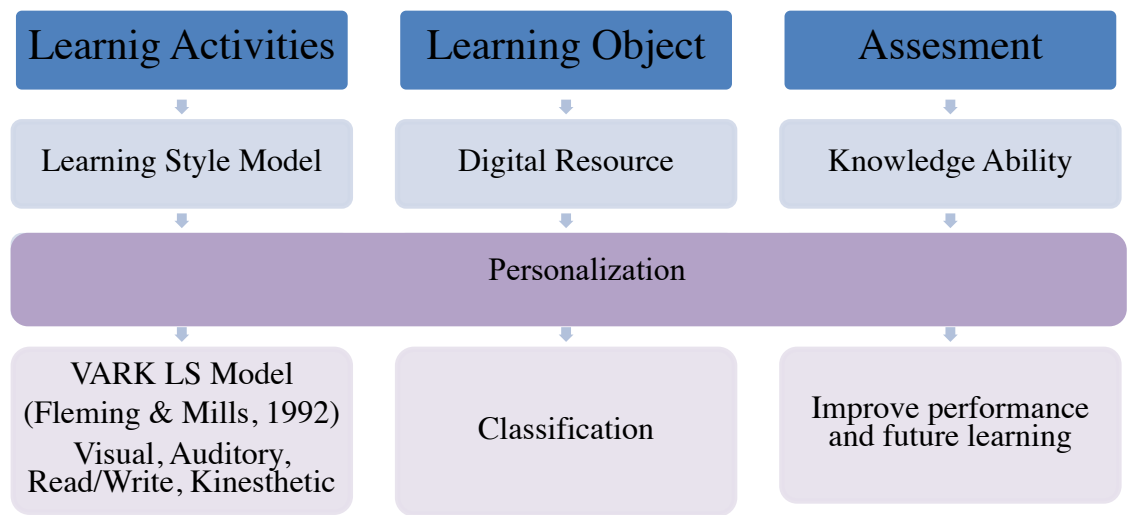 Learnig Activities
Learning Object
Assesment
Learning Style Model
Digital Resource
Knowledge Ability
Personalization
VARK LS Model
(Fleming & Mills, 1992)
Visual, Auditory,
Read/Write, Kinesthetic
Classification
Improve performance
and future learning